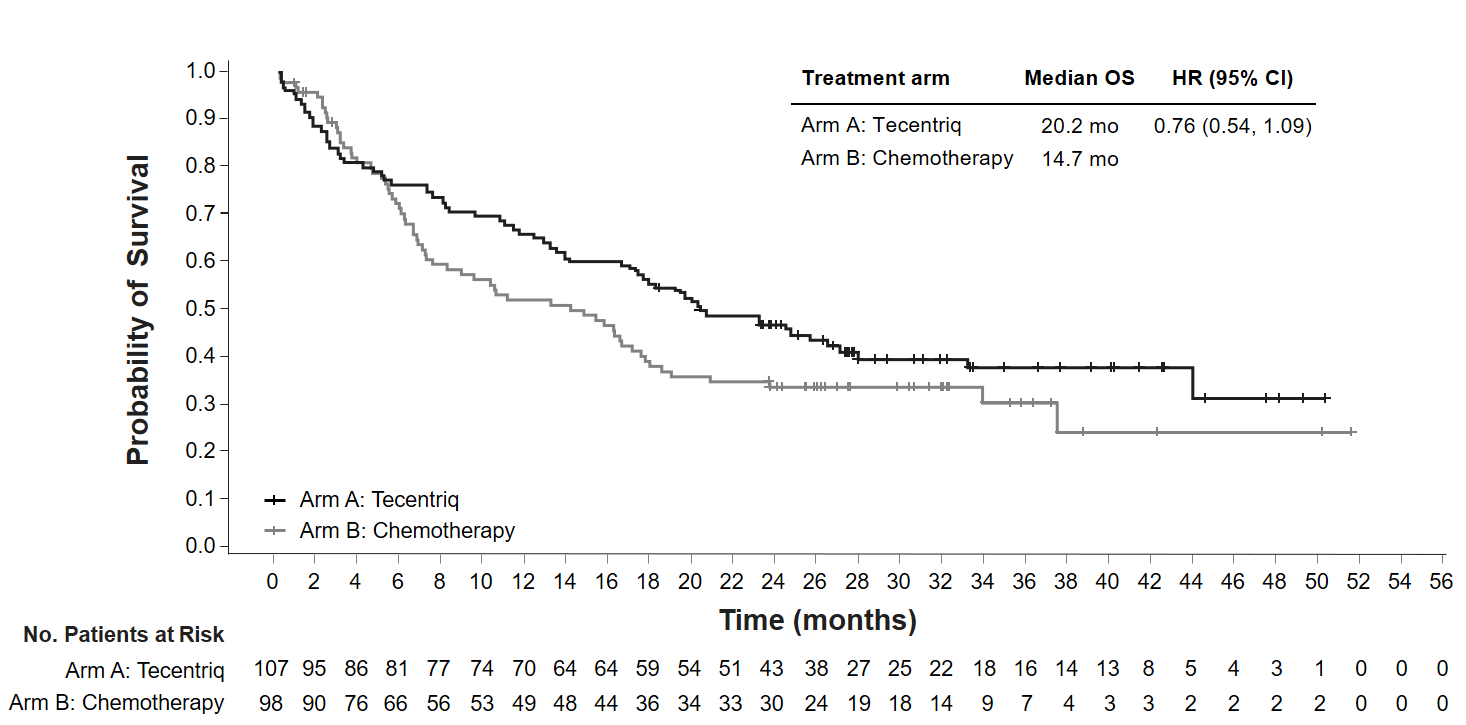 Treatment arm Median OS HR (95% CI)
Arm A: Tecentriq 20.2 mo 0.76 (0.54, 1.09)
Arm B: Chemotherapy 14.7 mo
Probability of Survival
1.0
0.9
0.8
0.7
0.6
0.5
0.4
0.3
0.2
0.1
0.0
Arm A: Tecentriq
Arm B: Chemotherapy
0 2 4 6 8 10 12 14 16 18 20 22 24 26 28 30 32 34 36 38 40 42 44 46 48 50 52 54 56
Time (months)
No. Patients at Risk
Arm A: Tecentriq 107 95 86 81 77 74 70 64 64 59 54 51 43 38 27 25 22 18 16 14 13 8 5 4 3 1 0 0 0
Arm B: Chemotherapy 98 90 76 66 56 53 49 48 44 36 34 33 30 24 19 18 14 9 7 4 3 3 2 2 2 2 0 0 0